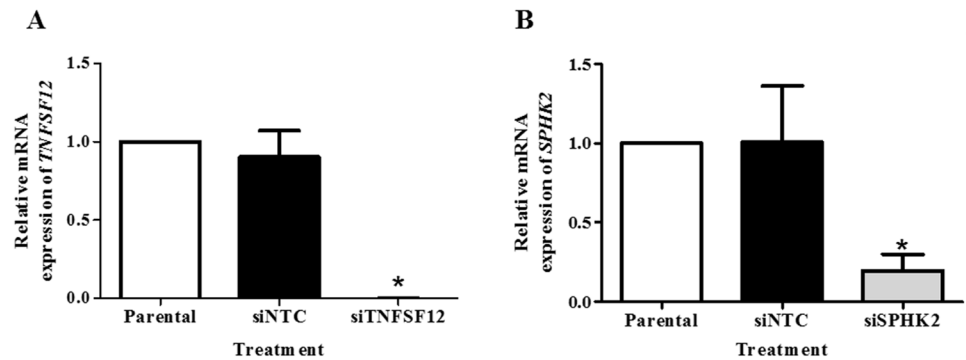 A
Relative mRNA
expression of TNFSF12
1.5
1.0
0.5
0.0
*
Parental
siNTC
siTNFSF12
Treatment
B
Relative mRNA
expression of SPHK2
1.5
1.0
0.5
0.0
*
Parental
siNTC
siSPHK2
Treatment